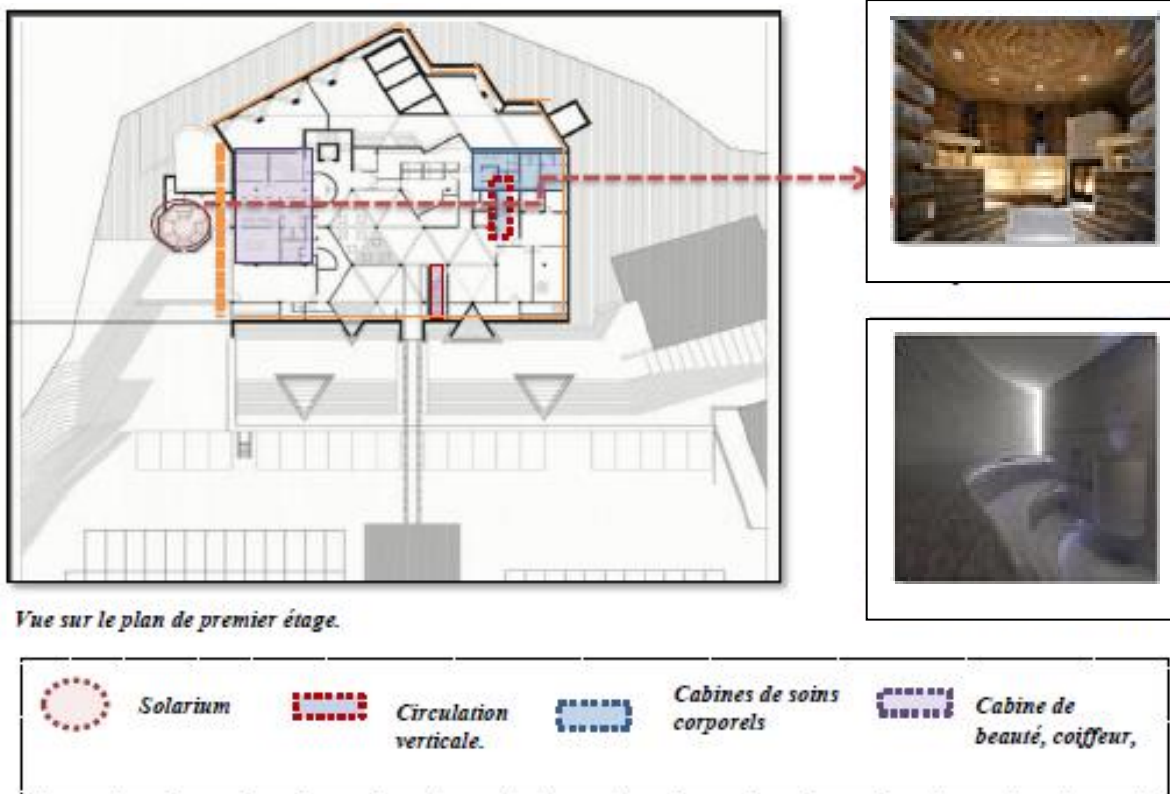 Vue sur le plan de premier étage.
Solarium
Circulation
verticale.
Cabines de soins
corporels
Cabine de
beauté, coiffeur,